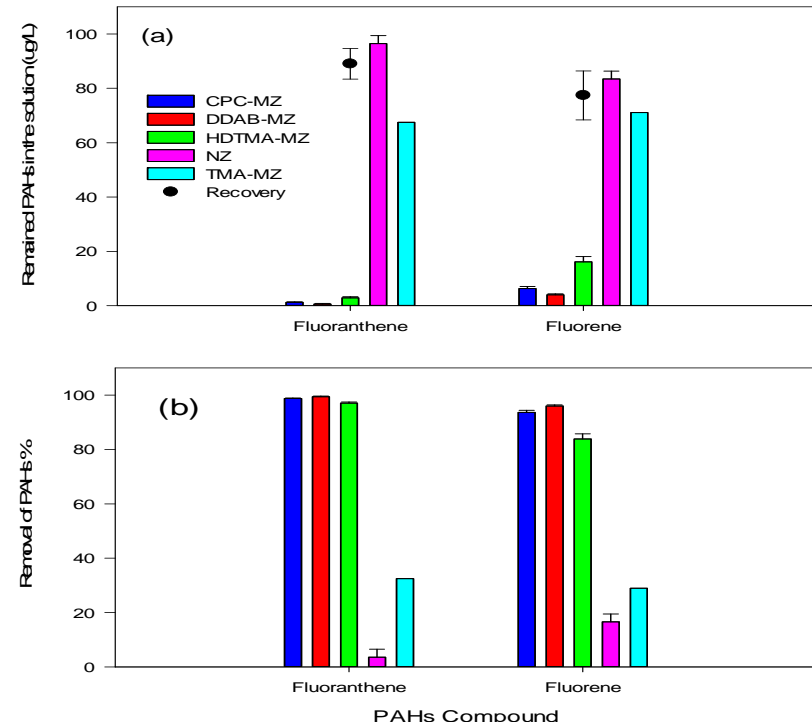 (a)
Remained PAHs in the solution (ug/L)
100
80
60
40
20
0
CPC-MZ
DDAB-MZ
HDTMA-MZ
NZ
TMA-MZ
Recovery
Fluoranthene
Fluorene
(b)
Removal of PAHs %
100
80
60
40
20
0
Fluoranthene
Fluorene
PAHs Compound